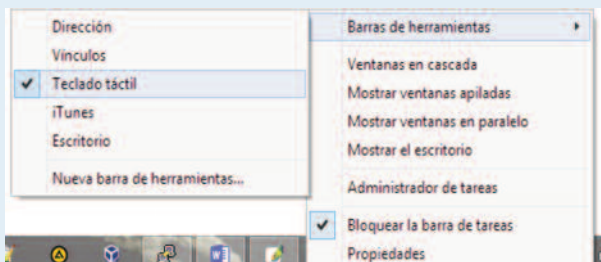 Dirección
Vínculos
Teclado táctil
iTunes
Escritorio
Nueva barra de herramientas...
Barras de herramientas
Ventanas en cascada
Mostrar ventanas apiladas
Mostrar ventanas en paralelo
Mostrar el escritorio
Administrador de tareas
Bloquear la barra de tareas
Propiedades